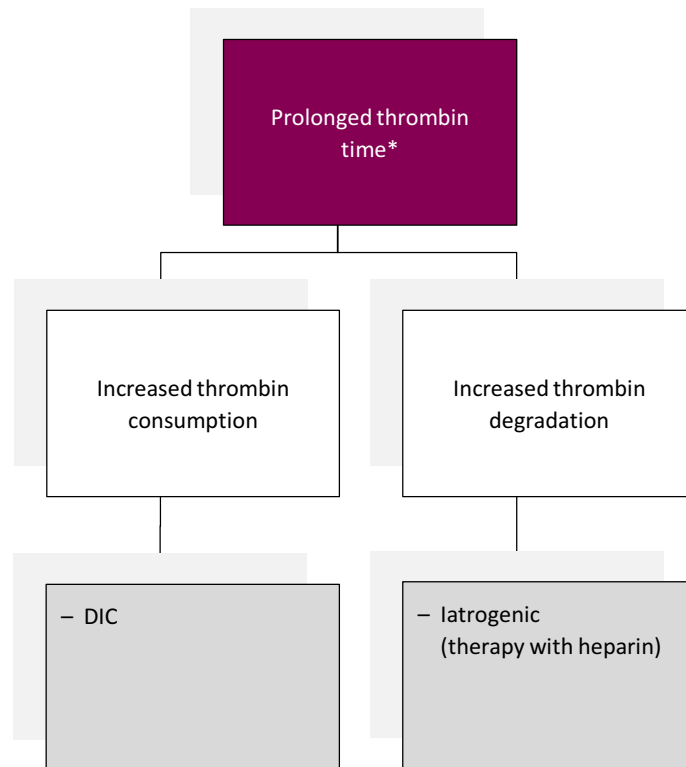 Prolonged thrombin
time*
Increased thrombin
consumption
Increased thrombin
degradation
– DIC
– Iatrogenic
(therapy with heparin)